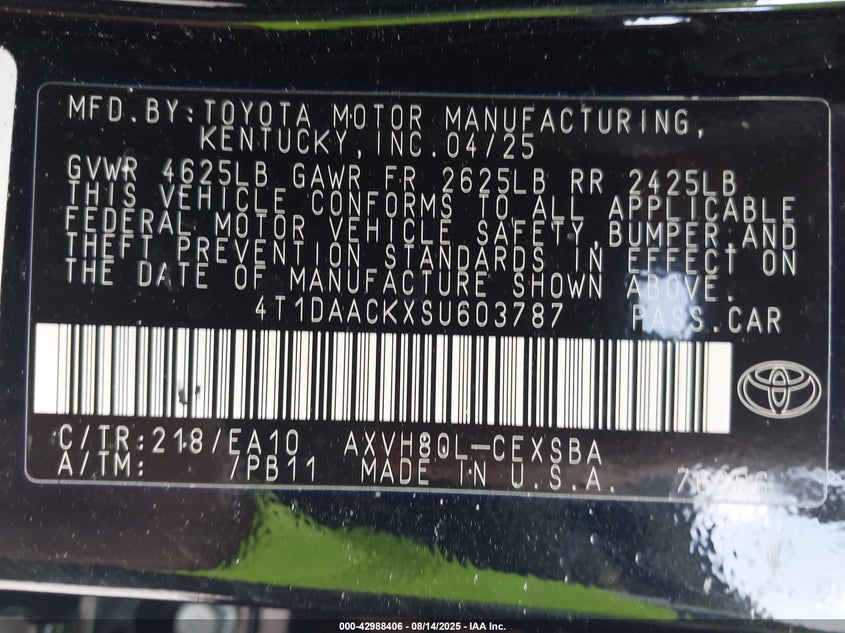 MFD.BY:TOYOTA MOTOR MANUFACTURING,
KENTUCKY,INC.04/25
GVWR 4625LB GAWR FR 2625LB RR 2425LB
THIS VEHICLE CONFORMS TO ALL APPLICABLE
FEDERAL MOTOR VEHICLE SAFETY,BUMPER,AND
THEFT PREVENTION STANDARDS IN EFFECT ON
THE DATE OF MANUFACTURE SHOWN ABOVE.
4T1DAACKXSU603787 PASS.CAR
C/TR:218/EA10 AXVH80L-CEXSBA
A/TM: /PB11 MADE IN U.S.A.
000-42988406 - 08/14/2025 - IAA Inc.